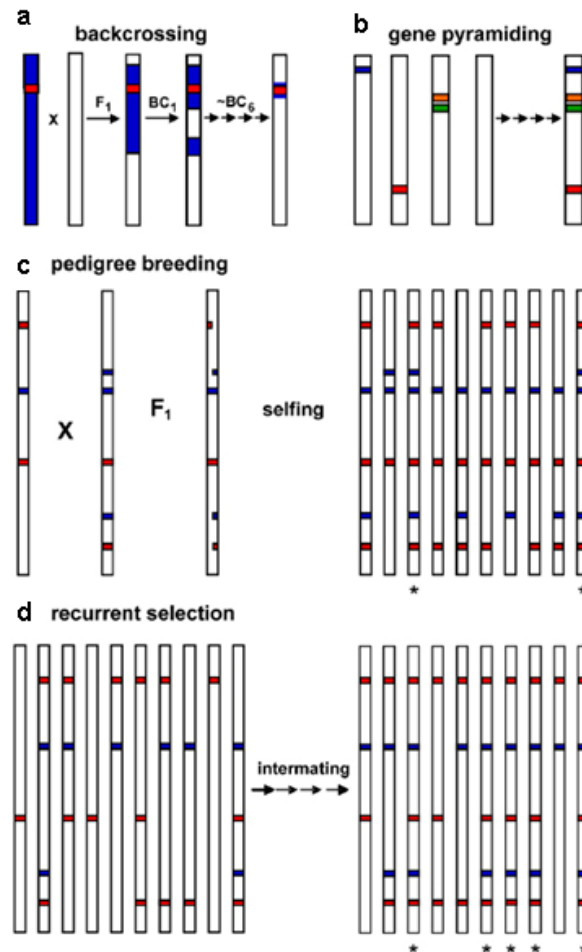 a backcrossing
b gene pyramiding
X F₁ BC₁ ~BC₆
c pedigree breeding
X F₁ selfing
* *
d recurrent selection
intermating
* * * * *